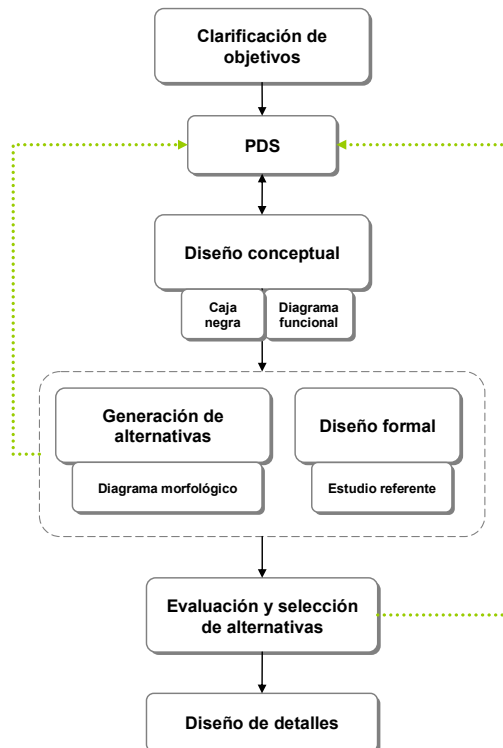 Clarificación de
objetivos
PDS
Diseño conceptual
Caja
negra
Diagrama
funcional
Generación de
alternativas
Diagrama morfológico
Diseño formal
Estudio referente
Evaluación y selección
de alternativas
Diseño de detalles